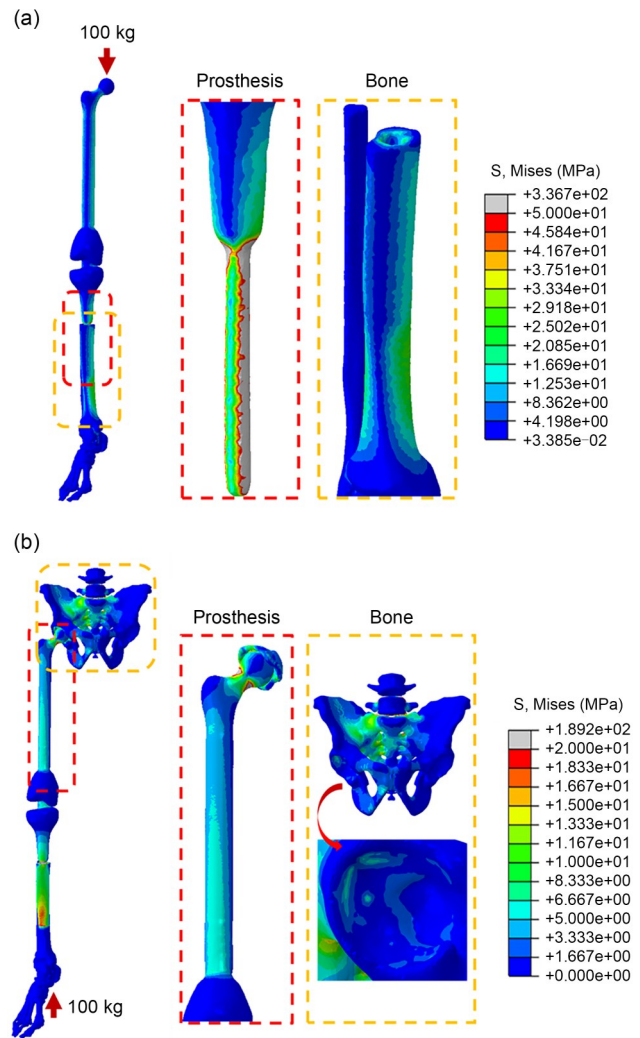 (a)
100 kg
Prosthesis
Bone
S, Mises (MPa)
+3.367e+02
+5.000e+01
+4.584e+01
+4.167e+01
+3.751e+01
+3.334e+01
+2.918e+01
+2.502e+01
+2.085e+01
+1.669e+01
+1.253e+01
+8.362e+00
+4.198e+00
+3.385e−02
(b)
Prosthesis
Bone
S, Mises (MPa)
+1.892e+02
+2.000e+01
+1.833e+01
+1.667e+01
+1.500e+01
+1.333e+01
+1.167e+01
+1.000e+01
+8.333e+00
+6.667e+00
+5.000e+00
+3.333e+00
+1.667e+00
+0.000e+00
100 kg